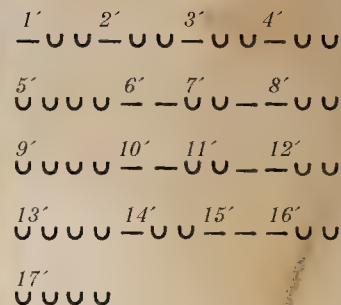 1′ 2′ 3′ 4′
— ∪ ∪ — ∪ ∪ — ∪ ∪ — ∪ ∪
5′ 6′ 7′ 8′
∪ ∪ ∪ ∪ — — ∪ ∪ — — ∪ ∪
9′ 10′ 11′ 12′
∪ ∪ ∪ ∪ — — ∪ ∪ — — ∪ ∪
13′ 14′ 15′ 16′
∪ ∪ ∪ ∪ — ∪ ∪ — — — ∪ ∪
17′
∪ ∪ ∪ ∪